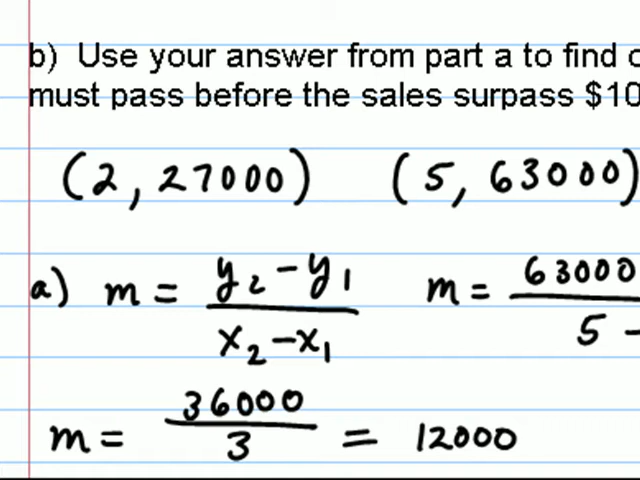 b) Use your answer from part a to find
must pass before the sales surpass $10
(2, 27000) (5, 63000)
a) m = y₂ - y₁ / x₂ - x₁ m = 63000 / 5 -
m = 36000 / 3 = 12000